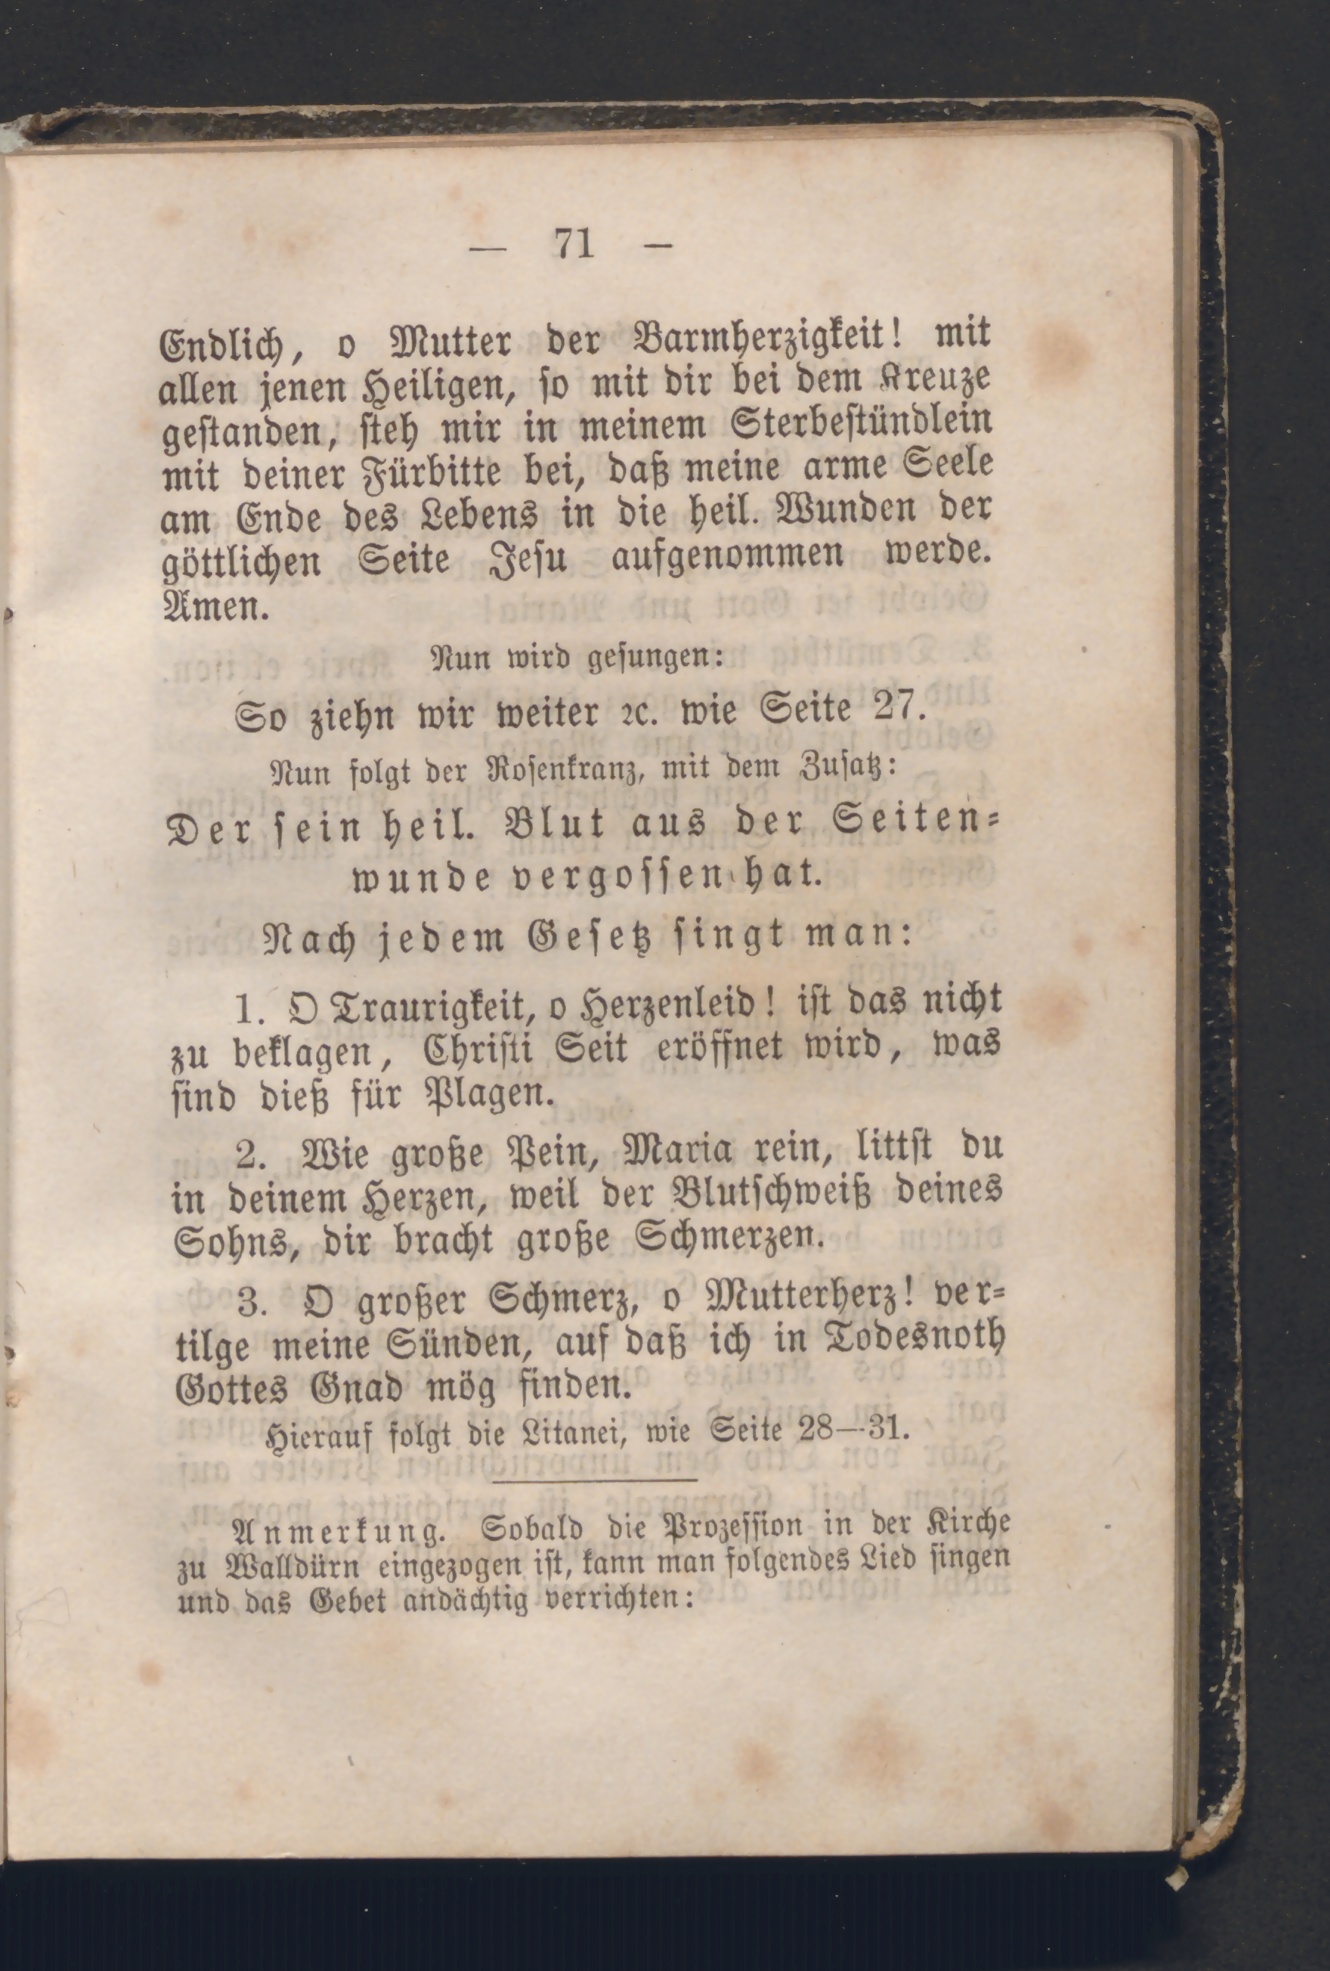 — 71 —
Endlich, o Mutter der Barmherzigkeit! mit
allen jenen Heiligen, so mit dir bei dem Kreuze
gestanden, steh mir in meinem Sterbestündlein
mit deiner Fürbitte bei, daß meine arme Seele
am Ende des Lebens in die heil. Wunden der
göttlichen Seite Jesu aufgenommen werde.
Amen.
Nun wird gesungen:
So ziehn wir weiter ꝛc. wie Seite 27.
Nun folgt der Rosenkranz, mit dem Zusatz:
Der sein heil. Blut aus der Seiten=
wunde vergossen hat.
Nach jedem Gesetz singt man:
1. O Traurigkeit, o Herzenleid! ist das nicht
zu beklagen, Christi Seit eröffnet wird, was
sind dieß für Plagen.
2. Wie große Pein, Maria rein, littst du
in deinem Herzen, weil der Blutschweiß deines
Sohns, dir bracht große Schmerzen.
3. O großer Schmerz, o Mutterherz! ver=
tilge meine Sünden, auf daß ich in Todesnoth
Gottes Gnad mög finden.
Hierauf folgt die Litanei, wie Seite 28—31.
Anmerkung. Sobald die Prozession in der Kirche
zu Walldürn eingezogen ist, kann man folgendes Lied singen
und das Gebet andächtig verrichten: